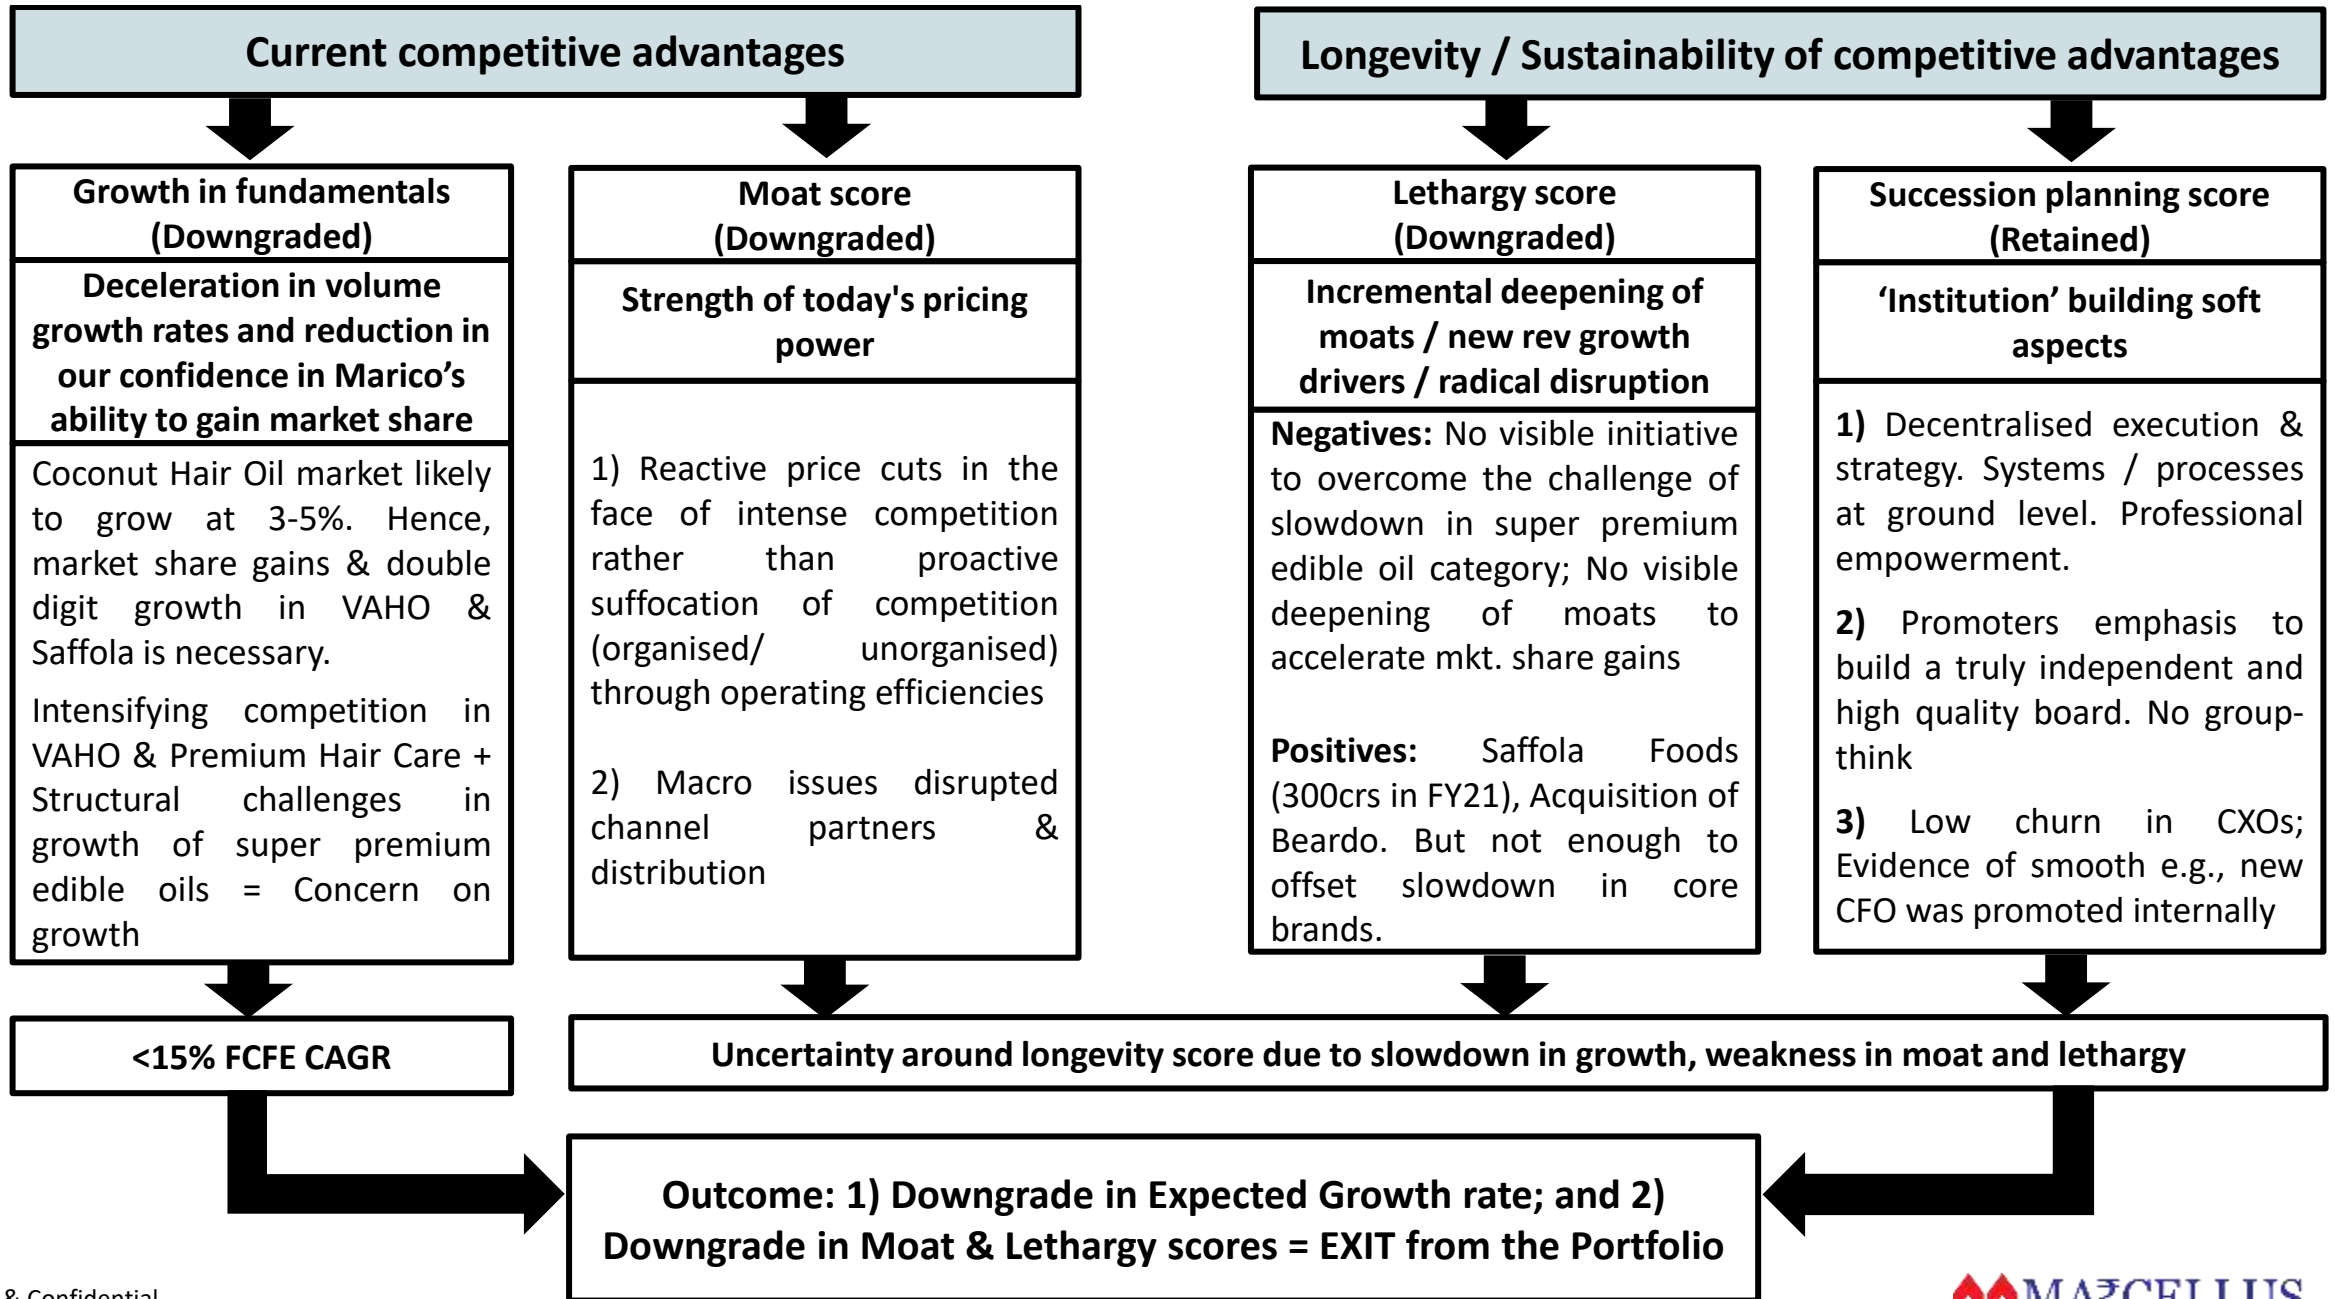 Current competitive advantages
Longevity / Sustainability of competitive advantages
Growth in fundamentals
(Downgraded)
Deceleration in volume
growth rates and reduction in
our confidence in Marico’s
ability to gain market share
Coconut Hair Oil market likely
to grow at 3-5%. Hence,
market share gains & double
digit growth in VAHO &
Saffola is necessary.
Intensifying competition in
VAHO & Premium Hair Care +
Structural challenges in
growth of super premium
edible oils = Concern on
growth
Moat score
(Downgraded)
Strength of today's pricing
power
1) Reactive price cuts in the
face of intense competition
rather than proactive
suffocation of competition
(organised/ unorganised)
through operating efficiencies
2) Macro issues disrupted
channel partners &
distribution
Lethargy score
(Downgraded)
Incremental deepening of
moats / new rev growth
drivers / radical disruption
Negatives: No visible initiative
to overcome the challenge of
slowdown in super premium
edible oil category; No visible
deepening of moats to
accelerate mkt. share gains
Positives: Saffola Foods
(300crs in FY21), Acquisition of
Beardo. But not enough to
offset slowdown in core
brands.
Succession planning score
(Retained)
‘Institution’ building soft
aspects
1) Decentralised execution &
strategy. Systems / processes
at ground level. Professional
empowerment.
2) Promoters emphasis to
build a truly independent and
high quality board. No group-
think
3) Low churn in CXOs;
Evidence of smooth e.g., new
CFO was promoted internally
<15% FCFE CAGR
Uncertainty around longevity score due to slowdown in growth, weakness in moat and lethargy
Outcome: 1) Downgrade in Expected Growth rate; and 2)
Downgrade in Moat & Lethargy scores = EXIT from the Portfolio
& Confidential
MA₹CELLUS